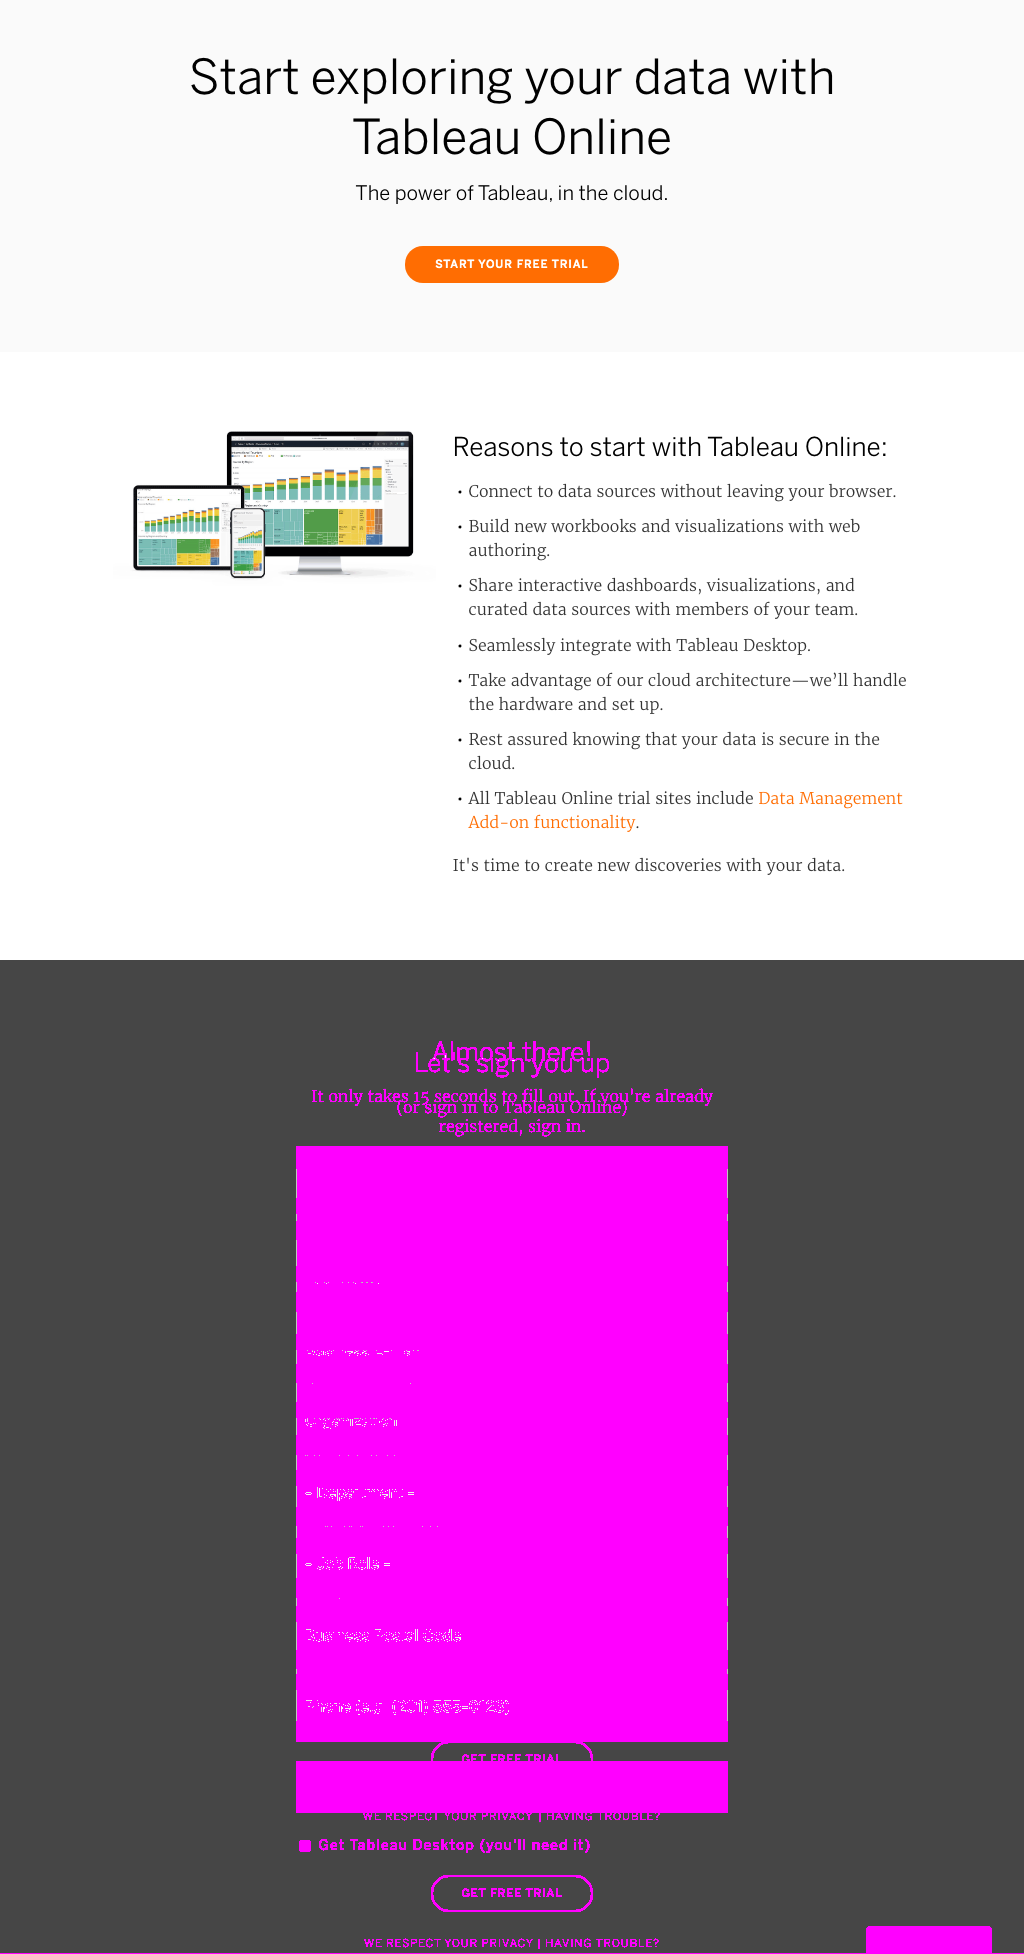 Start exploring your data with
Tableau Online
The power of Tableau, in the cloud.
START YOUR FREE TRIAL
Reasons to start with Tableau Online:
• Connect to data sources without leaving your browser.
• Build new workbooks and visualizations with web
authoring.
• Share interactive dashboards, visualizations, and
curated data sources with members of your team.
• Seamlessly integrate with Tableau Desktop.
• Take advantage of our cloud architecture—we’ll handle
the hardware and set up.
• Rest assured knowing that your data is secure in the
cloud.
• All Tableau Online trial sites include Data Management
Add-on functionality.
It's time to create new discoveries with your data.
Almost there!
Let's sign you up
It only takes 15 seconds to fill out. If you're already
(or sign in to Tableau Online)
registered, sign in.
Organization
- Department -
- Job Role -
Business Postal Code
GET FREE TRIAL
WE RESPECT YOUR PRIVACY | HAVING TROUBLE?
Get Tableau Desktop (you'll need it)
GET FREE TRIAL
WE RESPECT YOUR PRIVACY | HAVING TROUBLE?